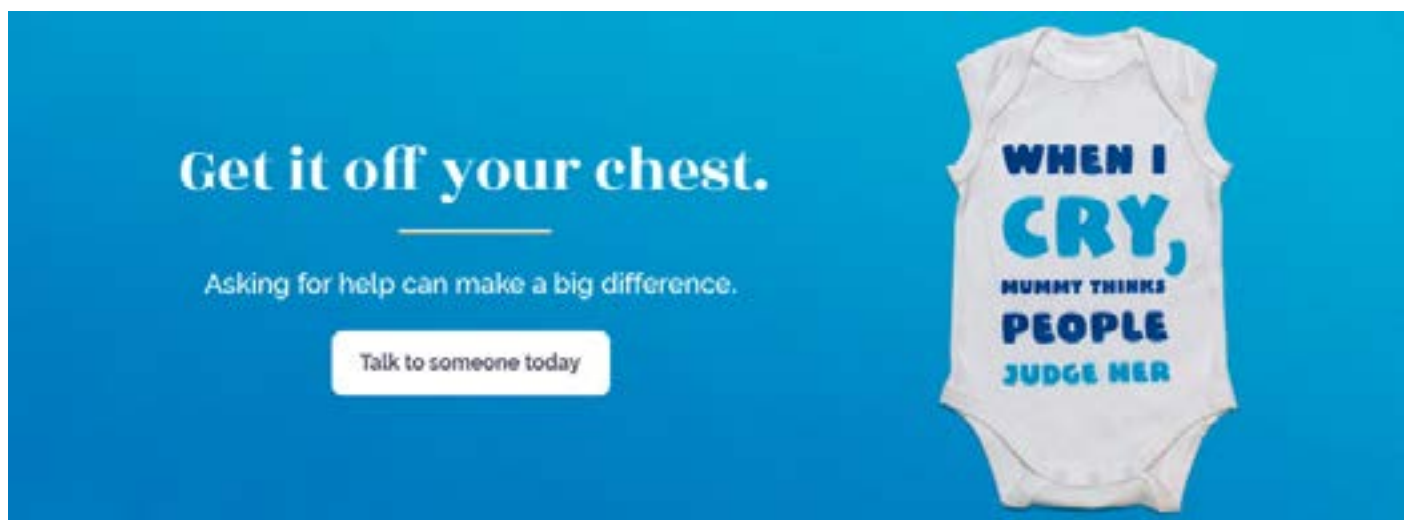 Get it off your chest.
Asking for help can make a big difference.
Talk to someone today
WHEN I
CRY,
MUMMY THINKS
PEOPLE
JUDGE HER